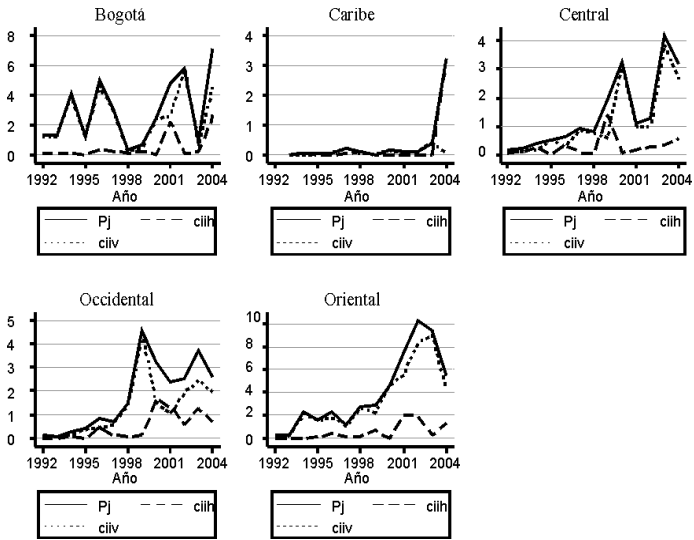 Bogotá
8
6
4
2
0
1992 1995 1998 2001 2004
Año
Pj ciih
ciiv
Caribe
4
3
2
1
0
1992 1995 1998 2001 2004
Año
Pj ciih
ciiv
Central
4
3
2
1
0
1992 1995 1998 2001 2004
Año
Pj ciih
ciiv
Occidental
5
4
3
2
1
0
1992 1995 1998 2001 2004
Año
Pj ciih
ciiv
Oriental
10
8
6
4
2
0
1992 1995 1998 2001 2004
Año
Pj ciih
ciiv